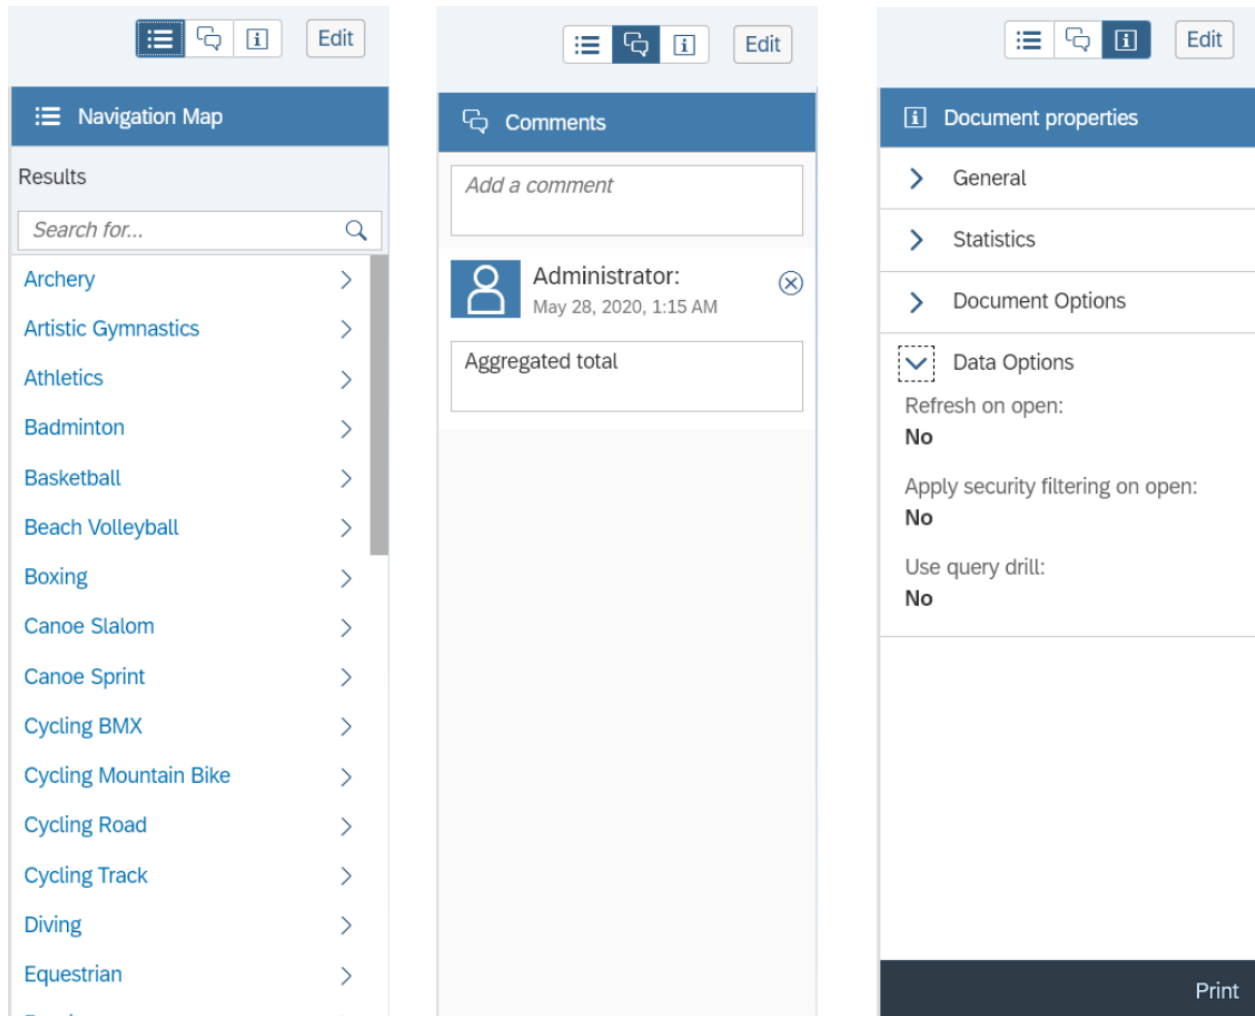 Edit
Navigation Map
Results
Search for...
Archery
Artistic Gymnastics
Athletics
Badminton
Basketball
Beach Volleyball
Boxing
Canoe Slalom
Canoe Sprint
Cycling BMX
Cycling Mountain Bike
Cycling Road
Cycling Track
Diving
Equestrian
Edit
Comments
Add a comment
Administrator:
May 28, 2020, 1:15 AM
Aggregated total
Edit
Document properties
General
Statistics
Document Options
Data Options
Refresh on open:
No
Apply security filtering on open:
No
Use query drill:
No
Print